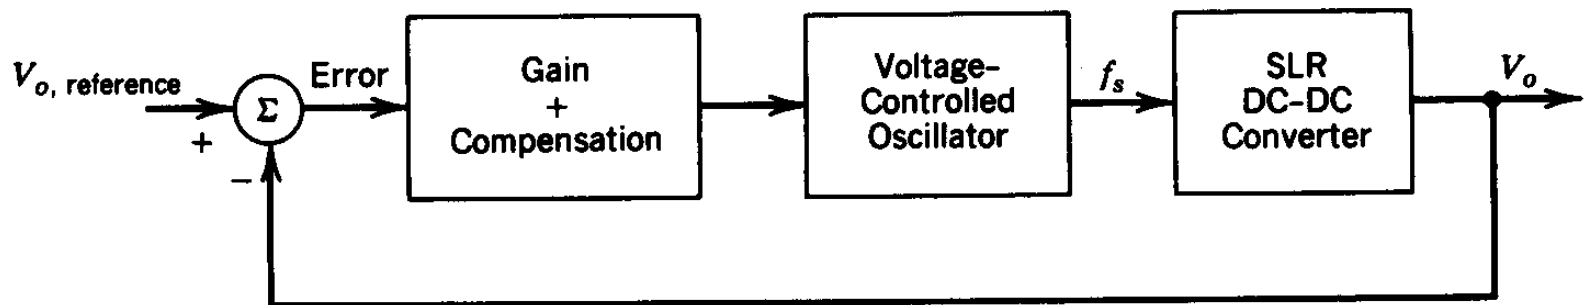 V_o, reference
+
−
Σ
Error
Gain
+
Compensation
Voltage-
Controlled
Oscillator
f_s
SLR
DC-DC
Converter
V_o